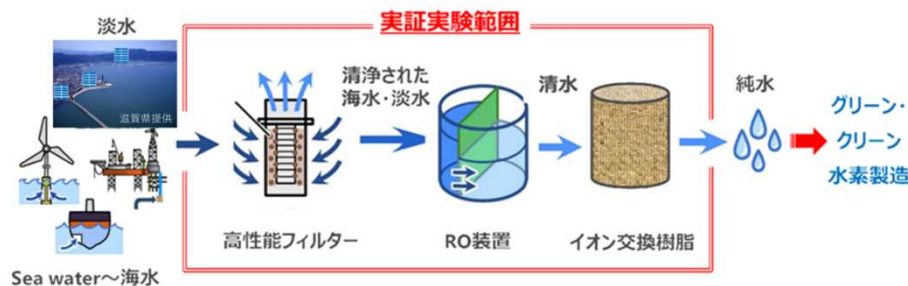 実証実験範囲
淡水
滋賀県提供
Sea water～海水
高性能フィルター
清浄された
海水・淡水
RO装置
清水
イオン交換樹脂
純水
グリーン・
クリーン
水素製造